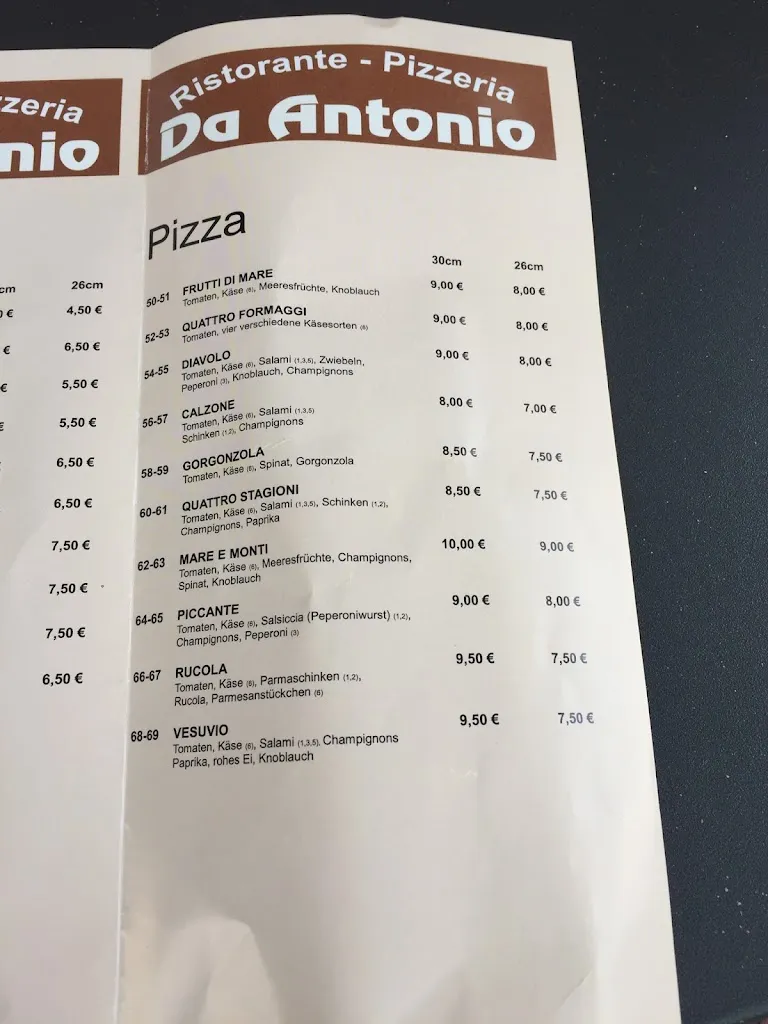 zzeria
nio
cm 26cm
0 € 4,50 €
€ 6,50 €
€ 5,50 €
€ 5,50 €
6,50 €
6,50 €
7,50 €
7,50 €
7,50 €
6,50 €
Ristorante - Pizzeria
Da Antonio
Pizza
30cm 26cm
50-51 FRUTTI DI MARE 9,00 € 8,00 €
Tomaten, Käse (6), Meeresfrüchte, Knoblauch
52-53 QUATTRO FORMAGGI 9,00 € 8,00 €
Tomaten, vier verschiedene Käsesorten (6)
54-55 DIAVOLO 9,00 € 8,00 €
Tomaten, Käse (6), Salami (1,3,5), Zwiebeln,
Peperoni (3), Knoblauch, Champignons
56-57 CALZONE 8,00 € 7,00 €
Tomaten, Käse (6), Salami (1,3,5)
Schinken (1,2), Champignons
58-59 GORGONZOLA 8,50 € 7,50 €
Tomaten, Käse (6), Spinat, Gorgonzola
60-61 QUATTRO STAGIONI 8,50 € 7,50 €
Tomaten, Käse (6), Salami (1,3,5), Schinken (1,2),
Champignons, Paprika
62-63 MARE E MONTI 10,00 € 9,00 €
Tomaten, Käse (6), Meeresfrüchte, Champignons,
Spinat, Knoblauch
64-65 PICCANTE 9,00 € 8,00 €
Tomaten, Käse (6), Salsiccia (Peperoniwurst) (1,2),
Champignons, Peperoni (3)
66-67 RUCOLA 9,50 € 7,50 €
Tomaten, Käse (6), Parmaschinken (1,2),
Rucola, Parmesanstückchen (6)
68-69 VESUVIO 9,50 € 7,50 €
Tomaten, Käse (6), Salami (1,3,5), Champignons
Paprika, rohes Ei, Knoblauch